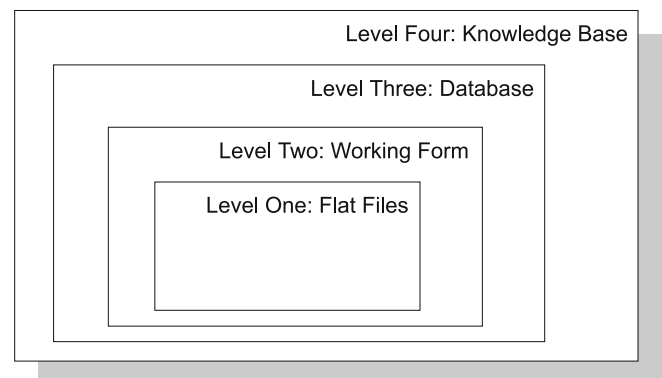 Level Four: Knowledge Base
Level Three: Database
Level Two: Working Form
Level One: Flat Files